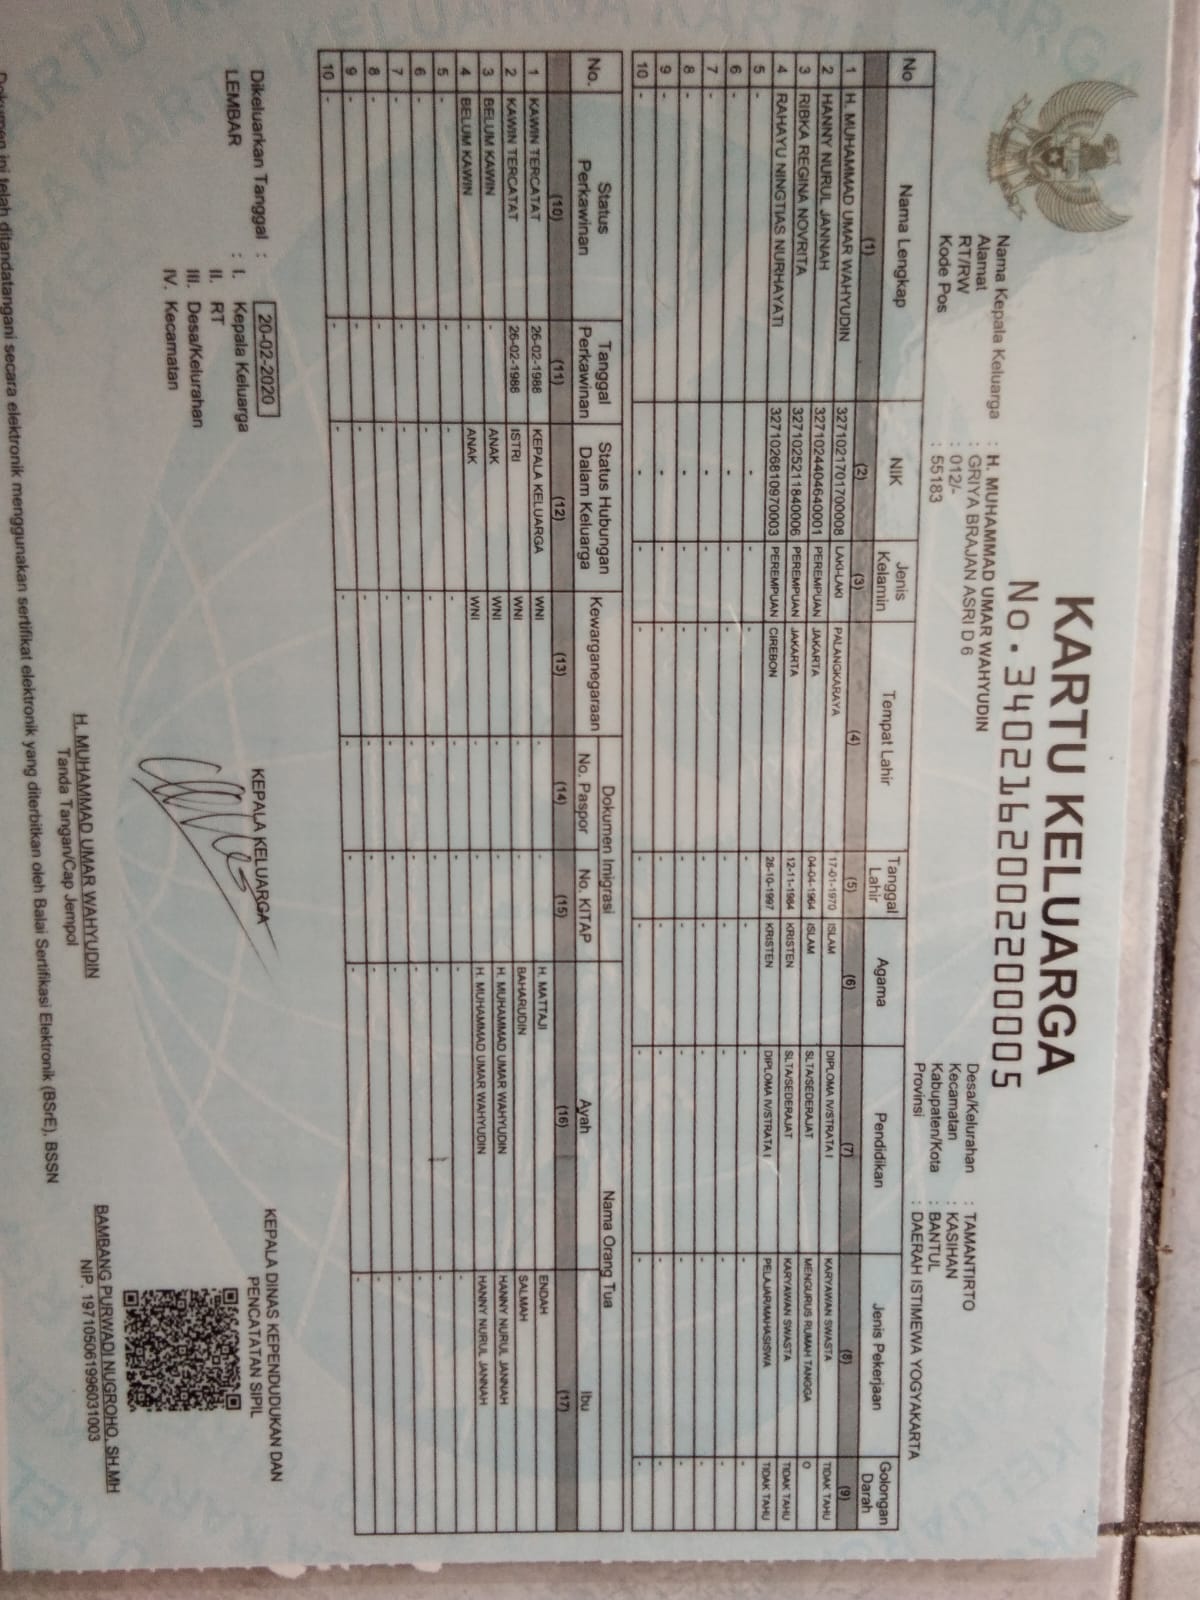 KARTU KELUARGA
No. 3402162002200005
Nama Kepala Keluarga : H. MUHAMMAD UMAR WAHYUDIN
Alamat : GRIYA BRAJAN ASRI D 6
RT/RW : 012/-
Kode Pos : 55183
Desa/Kelurahan : TAMANTIRTO
Kecamatan : KASIHAN
Kabupaten/Kota : BANTUL
Provinsi : DAERAH ISTIMEWA YOGYAKARTA
No Nama Lengkap NIK Jenis Kelamin Tempat Lahir Tanggal Lahir Agama Pendidikan Jenis Pekerjaan Golongan Darah
(1) (2) (3) (4) (5) (6) (7) (8) (9)
1 H. MUHAMMAD UMAR WAHYUDIN 3271021701700008 LAKI-LAKI PALANGKARAYA 17-01-1970 ISLAM DIPLOMA IV/STRATA I KARYAWAN SWASTA TIDAK TAHU
2 HANNY NURUL JANNAH 3271024404640001 PEREMPUAN JAKARTA 04-04-1964 ISLAM SLTA/SEDERAJAT MENGURUS RUMAH TANGGA O
3 RIBKA REGINA NOVRITA 3271025211840006 PEREMPUAN JAKARTA 12-11-1984 KRISTEN SLTA/SEDERAJAT KARYAWAN SWASTA TIDAK TAHU
4 RAHAYU NINGTIAS NURHAYATI 3271026810970003 PEREMPUAN CIREBON 28-10-1997 KRISTEN DIPLOMA IV/STRATA I PELAJAR/MAHASISWA TIDAK TAHU
5 - - - - - - - - -
6 - - - - - - - - -
7 - - - - - - - - -
8 - - - - - - - - -
9 - - - - - - - - -
10 - - - - - - - - -
No. Status Perkawinan Tanggal Perkawinan Status Hubungan Dalam Keluarga Kewarganegaraan Dokumen Imigrasi Nama Orang Tua
No. Paspor No. KITAP Ayah Ibu
(10) (11) (12) (13) (14) (15) (16) (17)
1 KAWIN TERCATAT 26-02-1988 KEPALA KELUARGA WNI - - H. MATTAJI ENDAH
2 KAWIN TERCATAT 26-02-1988 ISTRI WNI - - BAHARUDIN SALMAH
3 BELUM KAWIN - ANAK WNI - - H. MUHAMMAD UMAR WAHYUDIN HANNY NURUL JANNAH
4 BELUM KAWIN - ANAK WNI - - H. MUHAMMAD UMAR WAHYUDIN HANNY NURUL JANNAH
5 - - - - - - - -
6 - - - - - - - -
7 - - - - - - - -
8 - - - - - - - -
9 - - - - - - - -
10 - - - - - - - -
Dikeluarkan Tanggal : 20-02-2020
LEMBAR : I. Kepala Keluarga
II. RT
III. Desa/Kelurahan
IV. Kecamatan
KEPALA KELUARGA
H. MUHAMMAD UMAR WAHYUDIN
Tanda Tangan/Cap Jempol
KEPALA DINAS KEPENDUDUKAN DAN
PENCATATAN SIPIL
BAMBANG PURWADI NUGROHO, SH.MH
NIP. 197105061996031003
Dokumen ini telah ditandatangani secara elektronik menggunakan sertifikat elektronik yang diterbitkan oleh Balai Sertifikasi Elektronik (BSrE), BSSN